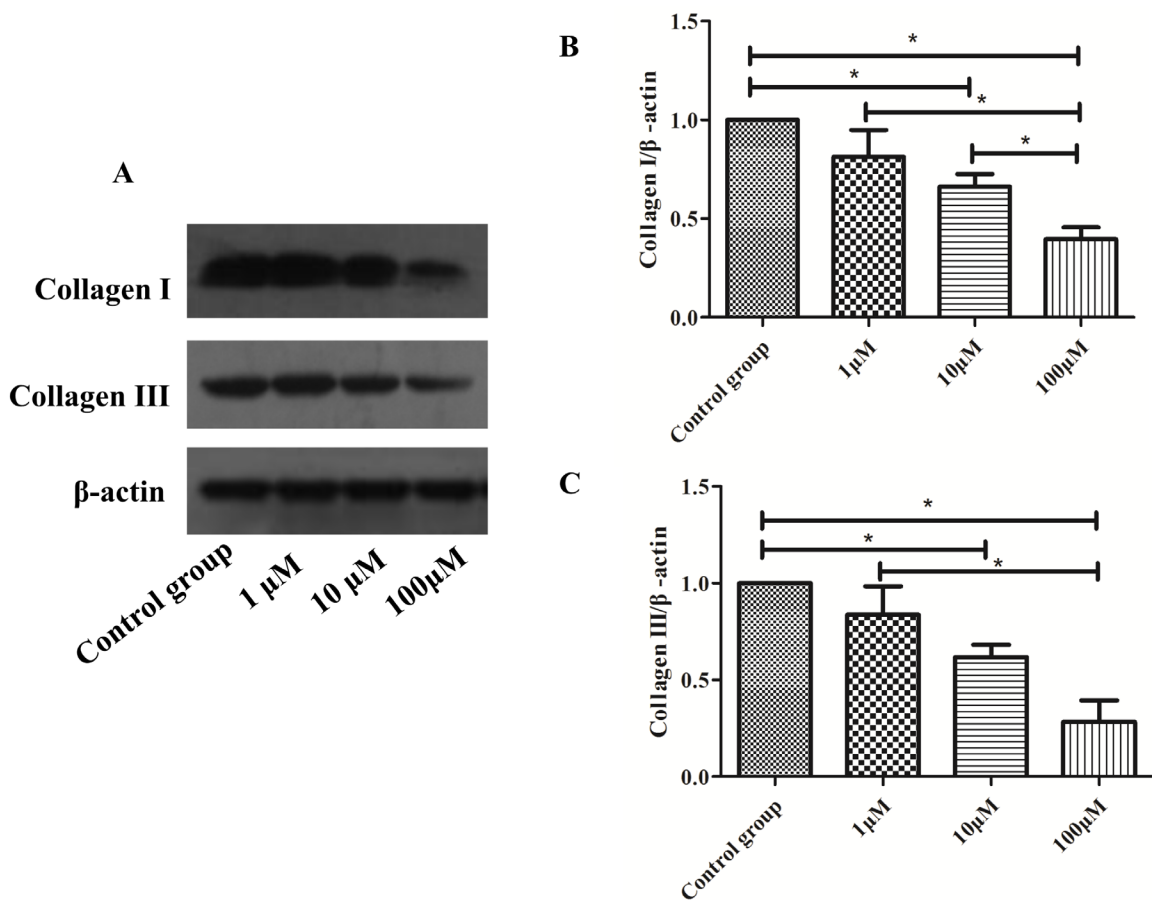 A
Collagen I
Collagen III
β-actin
Control group
1 μM
10 μM
100μM
B
Collagen I/β -actin
1.5
1.0
0.5
0.0
*
*
*
*
Control group
1μM
10μM
100μM
C
Collagen III/β -actin
1.5
1.0
0.5
0.0
*
*
*
Control group
1μM
10μM
100μM